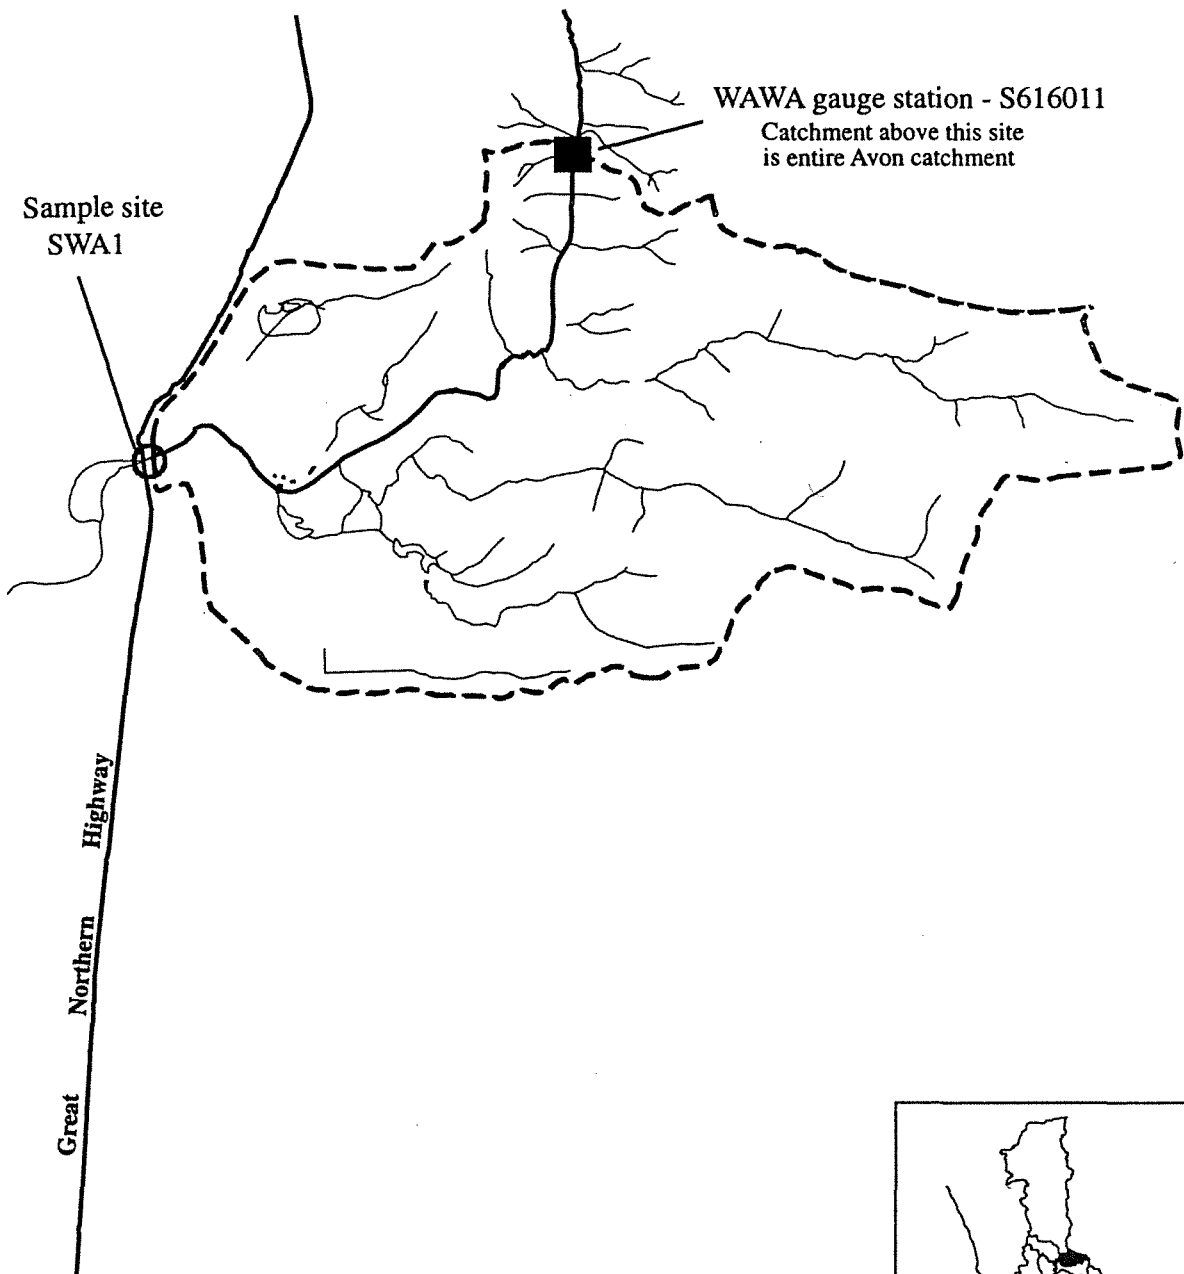 WAWA gauge station - S616011
Catchment above this site
is entire Avon catchment
Sample site
SWA1
Great Northern Highway